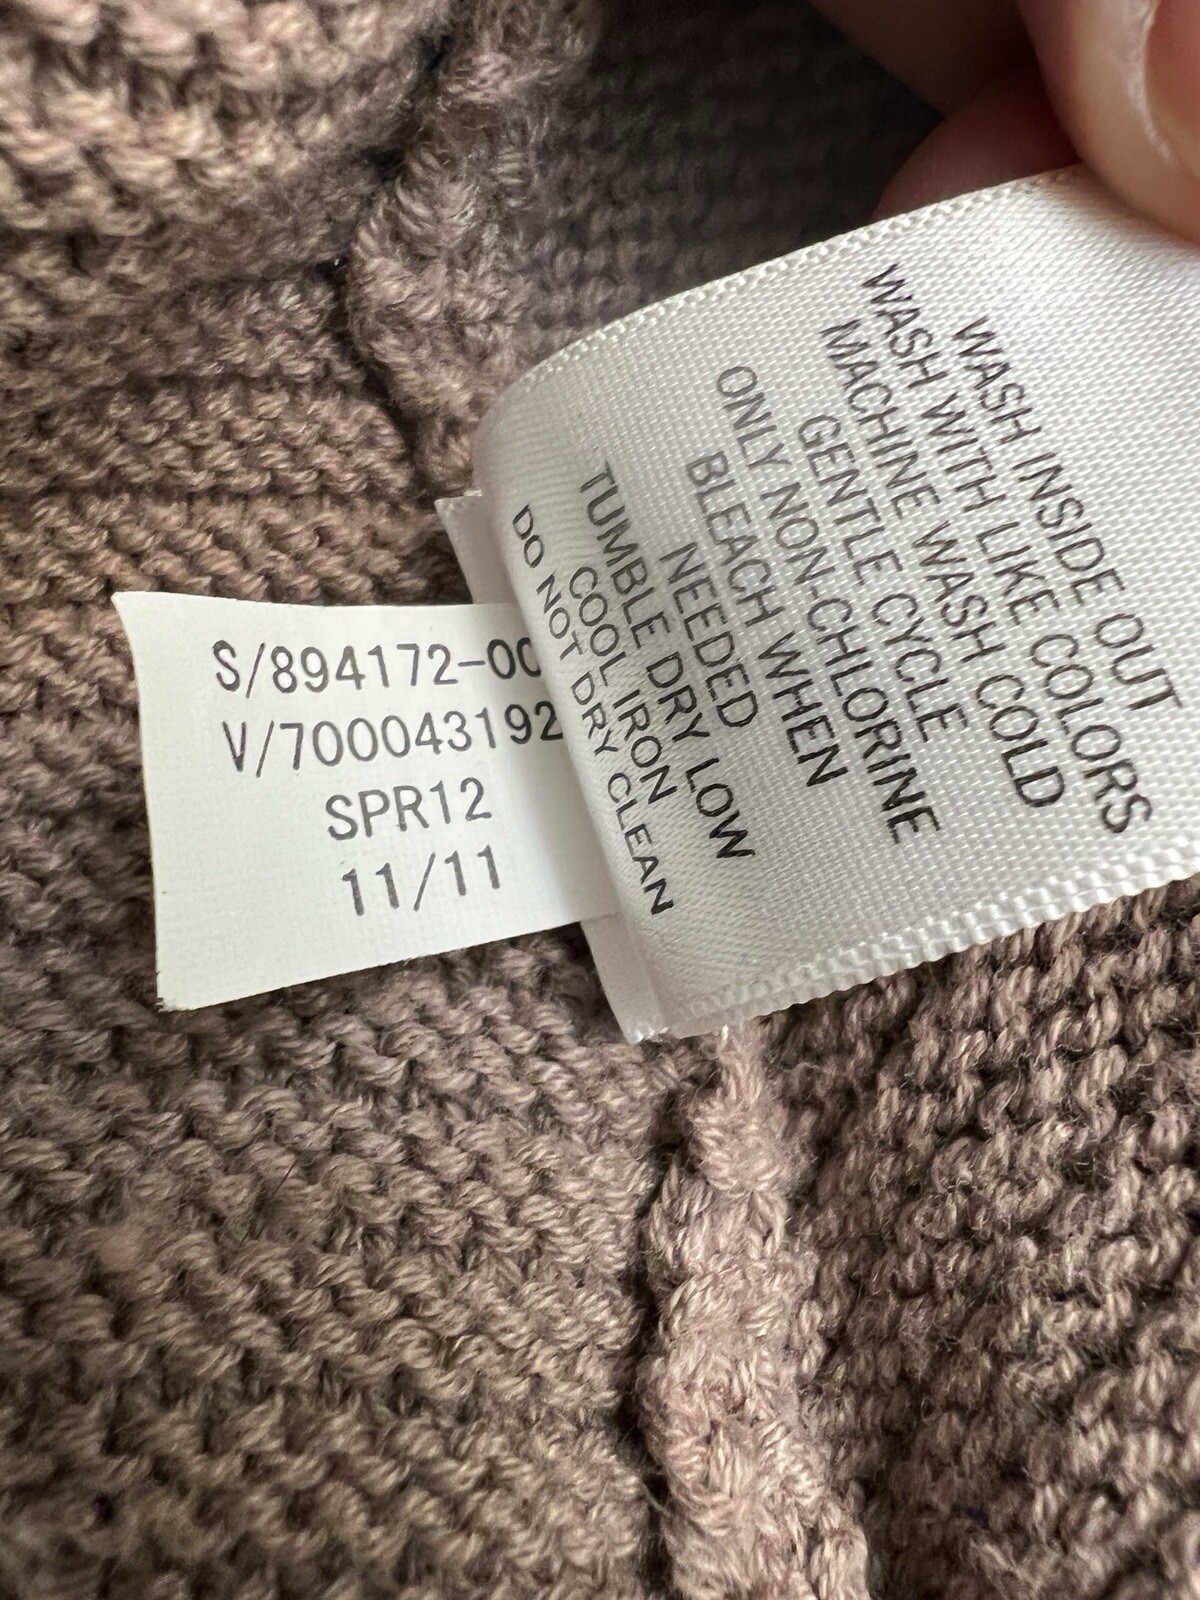 S/894172-00
V/700043192
SPR12
11/11
WASH INSIDE OUT
WASH WITH LIKE COLORS
MACHINE WASH COLD
GENTLE CYCLE
ONLY NON-CHLORINE
BLEACH WHEN
NEEDED
TUMBLE DRY LOW
COOL IRON
DO NOT DRY CLEAN